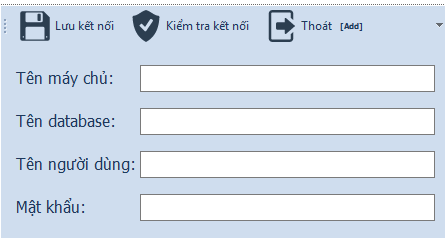 Lưu kết nối Kiểm tra kết nối Thoát [Add]
Tên máy chủ:
Tên database:
Tên người dùng:
Mật khẩu: